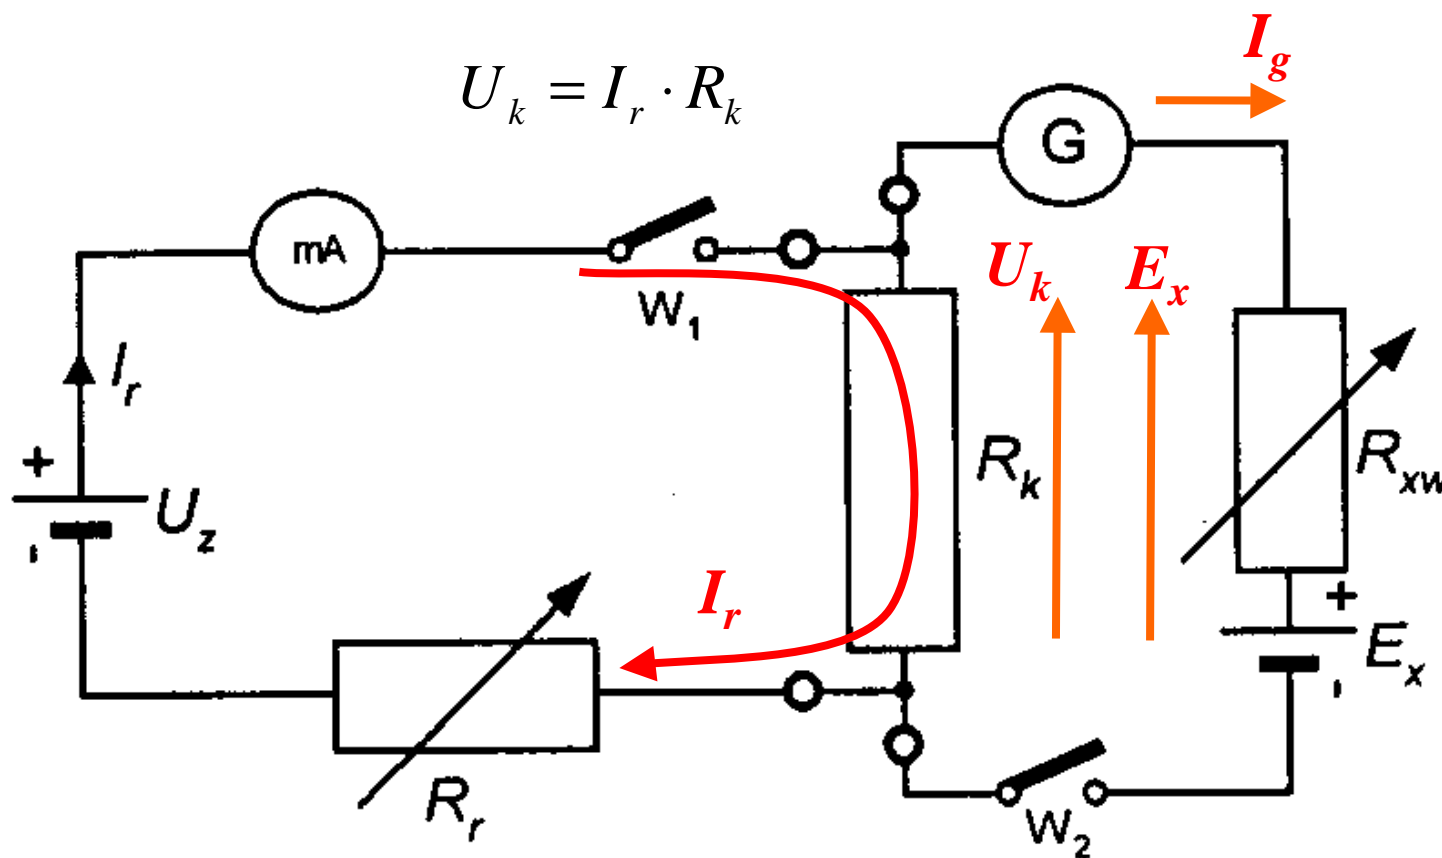 I_g
U_k = I_r · R_k
G
mA
U_k
E_x
W_1
I_r
R_k
R_xw
+
U_z
-
I_r
+
E_x
-
R_r
W_2